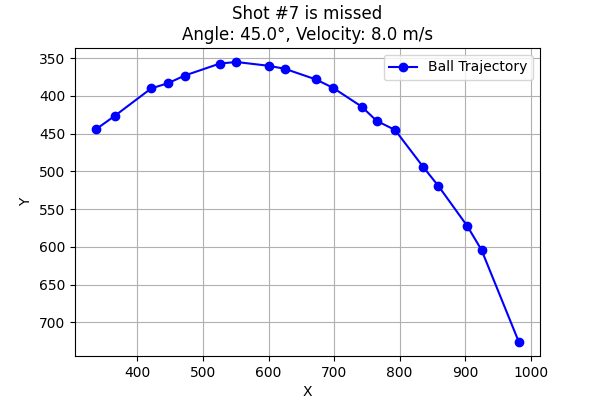 Shot #7 is missed
Angle: 45.0°, Velocity: 8.0 m/s
Ball Trajectory
350
400
450
500
550
600
650
700
Y
400 500 600 700 800 900 1000
X